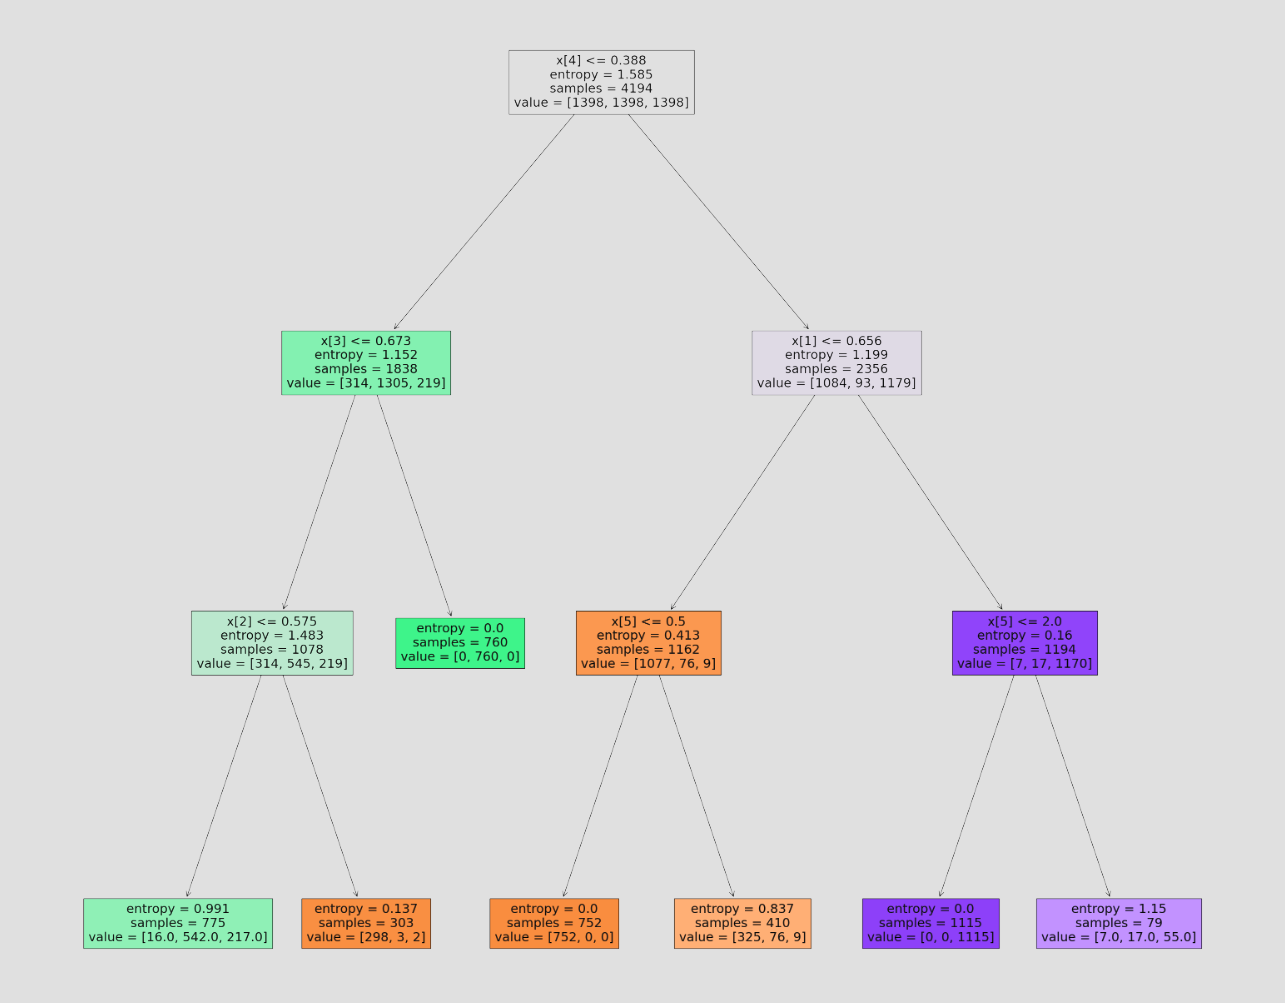 x[4] <= 0.388
entropy = 1.585
samples = 4194
value = [1398, 1398, 1398]
x[3] <= 0.673
entropy = 1.152
samples = 1838
value = [314, 1305, 219]
x[1] <= 0.656
entropy = 1.199
samples = 2356
value = [1084, 93, 1179]
x[2] <= 0.575
entropy = 1.483
samples = 1078
value = [314, 545, 219]
entropy = 0.0
samples = 760
value = [0, 760, 0]
x[5] <= 0.5
entropy = 0.413
samples = 1162
value = [1077, 76, 9]
x[5] <= 2.0
entropy = 0.16
samples = 1194
value = [7, 17, 1170]
entropy = 0.991
samples = 775
value = [16.0, 542.0, 217.0]
entropy = 0.137
samples = 303
value = [298, 3, 2]
entropy = 0.0
samples = 752
value = [752, 0, 0]
entropy = 0.837
samples = 410
value = [325, 76, 9]
entropy = 0.0
samples = 1115
value = [0, 0, 1115]
entropy = 1.15
samples = 79
value = [7.0, 17.0, 55.0]